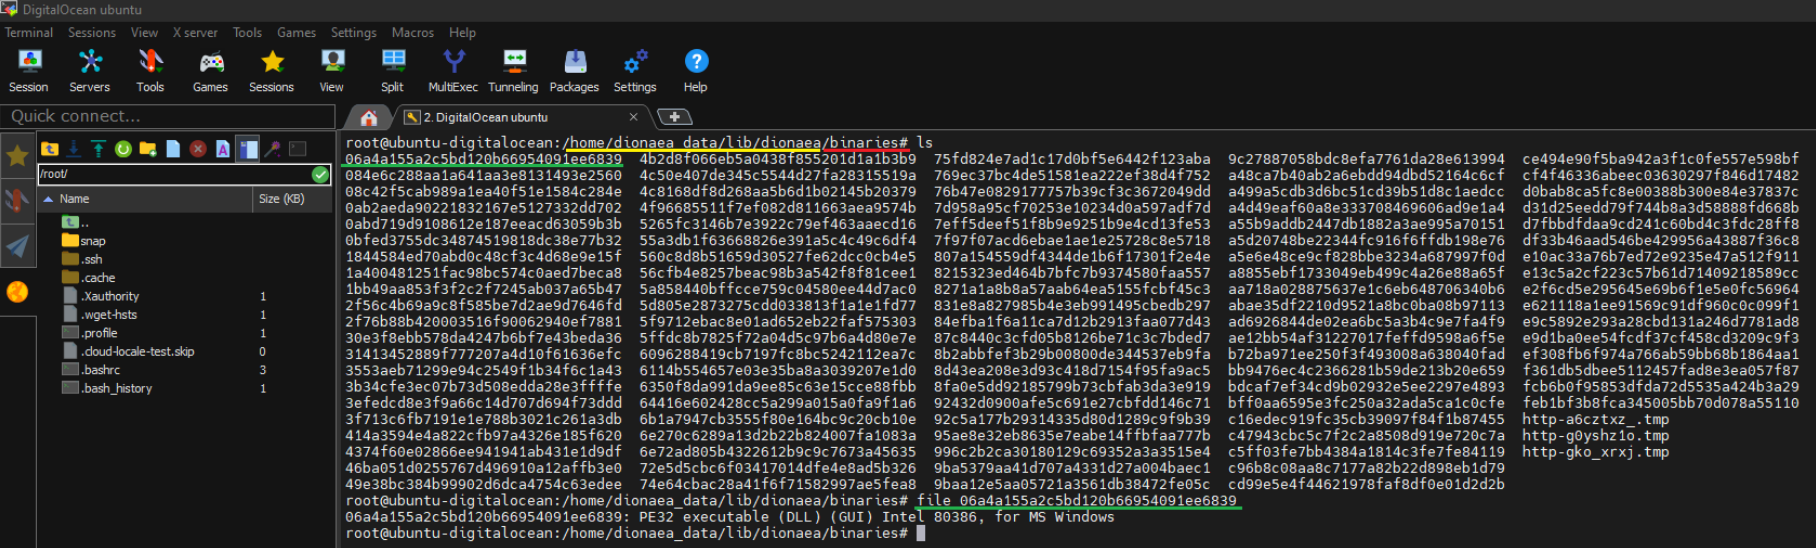 DigitalOcean ubuntu
Terminal Sessions View X server Tools Games Settings Macros Help
Session Servers Tools Games Sessions View Split MultiExec Tunneling Packages Settings Help
Quick connect...
2. DigitalOcean ubuntu
/root/
Name Size (KB)
..
snap
.ssh
.cache
.Xauthority 1
.wget-hsts 1
.profile 1
.cloud-locale-test.skip 0
.bashrc 3
.bash_history 1
root@ubuntu-digitalocean:/home/dionaea_data/lib/dionaea/binaries# ls
06a4a155a2c5bd120b66954091ee6839 4b2d8f066eb5a0438f855201d1a1b3b9 75fd824e7ad1c17d0bf5e6442f123aba 9c27887058bdc8efa7761da28e613994 ce494e90f5ba942a3f1c0fe557e598bf
084e6c288aa1a641aa3e8131493e2560 4c50e407de345c5544d27fa28315519a 769ec37bc4de51581ea222ef38d4f752 a48ca7b40ab2a6ebdd94dbd52164c6cf cf4f46336abeec03630297f846d17482
08c42f5cab989a1ea40f51e1584c284e 4c8168df8d268aa5b6d1b02145b20379 76b47e0829177757b39cf3c3672049dd a499a5cdb3d6bc51cd39b51d8c1aedcc d0bab8ca5fc8e00388b300e84e37837c
0ab2aeda90221832167e5127332dd702 4f96685511f7ef082d811663aea9574b 7d958a95cf70253e10234d0a597adf7d a4d49eaf60a8e333708469606ad9e1a4 d31d25eedd79f744b8a3d58888fd668b
0abd719d9108612e187eeacd63059b3b 5265fc3146b7e3922c79ef463aaecd16 7eff5deef51f8b9e9251b9e4cd13fe53 a55b9addb2447db1882a3ae995a70151 d7fbbdfdaa9cd241c60bd4c3fdc28ff8
0bfed3755dc34874519818dc38e77b32 55a3db1f63668826e391a5c4c49c6df4 7f97f07acd6ebae1ae1e25728c8e5718 a5d20748be22344fc916f6ffdb198e76 df33b46aad546be429956a43887f36c8
1844584ed70abd0c48cf3c4d68e9e15f 560c8d8b51659d30527fe62dcc0cb4e5 807a154559df4344de1b6f17301f2e4e a5e6e48ce9cf828bbe3234a687997f0d e10ac33a76b7ed72e9235e47a512f911
1a400481251fac98bc574c0aed7beca8 56cfb4e8257beac98b3a542f8f81cee1 8215323ed464b7bfc7b9374580faa557 a8855ebf1733049eb499c4a26e88a65f e13c5a2cf223c57b61d71409218589cc
1bb49aa853f3f2c2f7245ab037a65b47 5a858440bffcce759c04580ee44d7ac0 8271a1a8b8a57aab64ea5155fcbf45c3 aa718a028875637e1c6eb648706340b6 e2f6cd5e295645e69b6f1e5e0fc56964
2f56c4b69a9c8f585be7d2ae9d7646fd 5d805e2873275cdd033813f1a1e1fd77 831e8a827985b4e3eb991495cbedb297 abae35df2210d9521a8bc0ba08b97113 e621118a1ee91569c91df960c0c099f1
2f76b88b420003516f90062940ef7881 5f9712ebac8e01ad652eb22faf575303 84efba1f6a11ca7d12b2913faa077d43 ad6926844de02ea6bc5a3b4c9e7fa4f9 e9c5892e293a28cbd131a246d7781ad8
30e3f8ebb578da4247b6bf7e43beda36 5ffdc8b7825f72a04d5c97b6a4d80e7e 87c8440c3cfd05b8126be71c3c7bded7 ae12bb54af31227017feffd9598a6f5e e9d1ba0ee54fcdf37cf458cd3209c9f3
31413452889f777207a4d10f61636efc 6096288419cb7197fc8bc5242112ea7c 8b2abbfef3b29b00800de344537eb9fa b72ba971ee250f3f493008a638040fad ef308fb6f974a766ab59bb68b1864aa1
3553aeb71299e94c2549f1b34f6c1a43 6114b554657e03e35ba8a3039207e1d0 8d43ea208e3d93c418d7154f95fa9ac5 bb9476ec4c2366281b59de213b20e659 f361db5dbee5112457fad8e3ea057f87
3b34cfe3ec07b73d508edda28e3ffffe 6350f8da991da9ee85c63e15cce88fbb 8fa0e5dd92185799b73cbfab3da3e919 bdcaf7ef34cd9b02932e5ee2297e4893 fcb6b0f95853dfda72d5535a424b3a29
3efedcd8e3f9a66c14d707d694f73ddd 64416e602428cc5a299a015a0fa9f1a6 92432d0900afe5c691e27cbfdd146c71 bff0aa6595e3fc250a32ada5ca1c0cfe feb1bf3b8fca345005bb70d078a55110
3f713c6fb7191e1e788b3021c261a3db 6b1a7947cb3555f80e164bc9c20cb10e 92c5a177b29314335d80d1289c9f9b39 c16edec919fc35cb39097f84f1b87455 http-a6cztxz_.tmp
414a3594e4a822cfb97a4326e185f620 6e270c6289a13d2b22b824007fa1083a 95ae8e32eb8635e7eabe14ffbfaa777b c47943cbc5c7f2c2a8508d919e720c7a http-g0yshz1o.tmp
4374f60e02866ee941941ab431e1d9df 6e72ad805b4322612b9c9c7673a45635 996c2b2ca30180129c69352a3a3515e4 c5ff03fe7bb4384a1814c3fe7fe84119 http-gko_xrxj.tmp
46ba051d0255767d496910a12affb3e0 72e5d5cbc6f03417014dfe4e8ad5b326 9ba5379aa41d707a4331d27a004baec1 c96b8c08aa8c7177a82b22d898eb1d79
49e38bc384b99902d6dca4754c63edee 74e64cbac28a41f6f71582997ae5fea8 9baa12e5aa05721a3561db38472fe05c cd99e5e4f44621978faf8df0e01d2d2b
root@ubuntu-digitalocean:/home/dionaea_data/lib/dionaea/binaries# file 06a4a155a2c5bd120b66954091ee6839
06a4a155a2c5bd120b66954091ee6839: PE32 executable (DLL) (GUI) Intel 80386, for MS Windows
root@ubuntu-digitalocean:/home/dionaea_data/lib/dionaea/binaries#